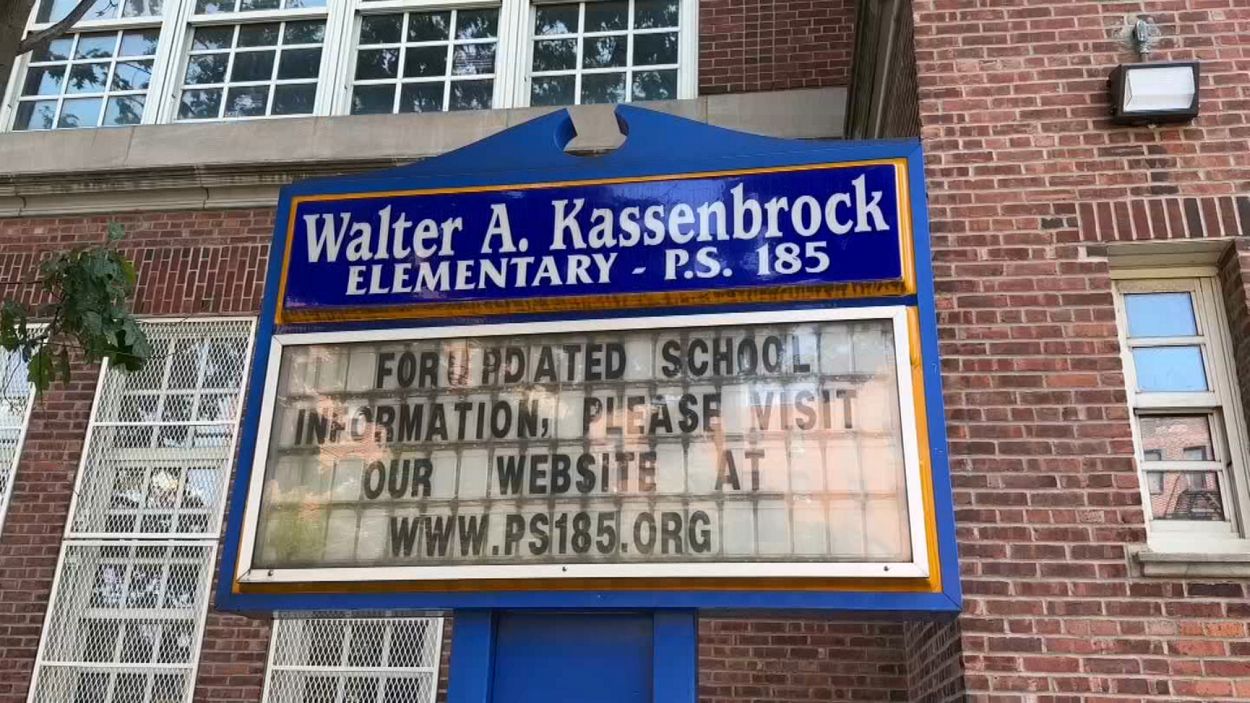 Walter A. Kassenbrock
ELEMENTARY - P.S. 185
FOR UPDATED SCHOOL
INFORMATION, PLEASE VISIT
OUR WEBSITE AT
WWW.PS185.ORG